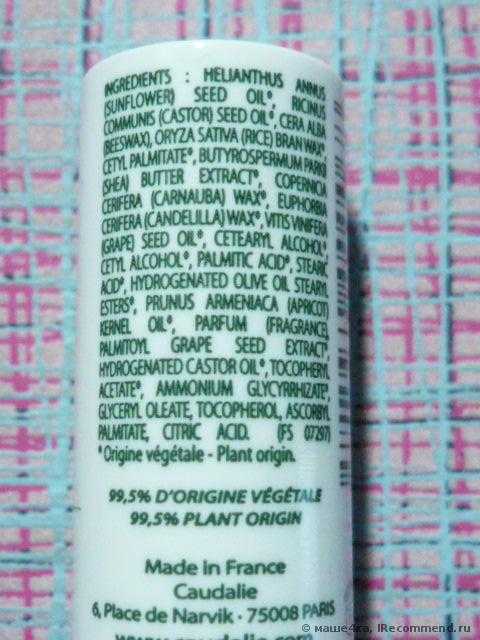 INGREDIENTS : HELIANTHUS ANNUS
(SUNFLOWER) SEED OIL*, RICINUS
COMMUNIS (CASTOR) SEED OIL*, CERA ALBA
(BEESWAX), ORYZA SATIVA (RICE) BRAN WAX*,
CETYL PALMITATE*, BUTYROSPERMUM PARKII
(SHEA) BUTTER EXTRACT*, COPERNICIA
CERIFERA (CARNAUBA) WAX*, EUPHORBIA
CERIFERA (CANDELILLA) WAX*, VITIS VINIFERA
(GRAPE) SEED OIL*, CETEARYL ALCOHOL*,
CETYL ALCOHOL*, PALMITIC ACID*, STEARIC
ACID*, HYDROGENATED OLIVE OIL STEARYL
ESTERS*, PRUNUS ARMENIACA (APRICOT)
KERNEL OIL*, PARFUM (FRAGRANCE),
PALMITOYL GRAPE SEED EXTRACT*,
HYDROGENATED CASTOR OIL*, TOCOPHERYL
ACETATE*, AMMONIUM GLYCYRRHIZATE*,
GLYCERYL OLEATE, TOCOPHEROL, ASCORBYL
PALMITATE, CITRIC ACID. (FS 07297)
*Origine végétale - Plant origin.
99,5% D'ORIGINE VÉGÉTALE
99,5% PLANT ORIGIN
Made in France
Caudalie
6, Place de Narvik · 75008 PARIS
© маше4ка, IRecommend.ru